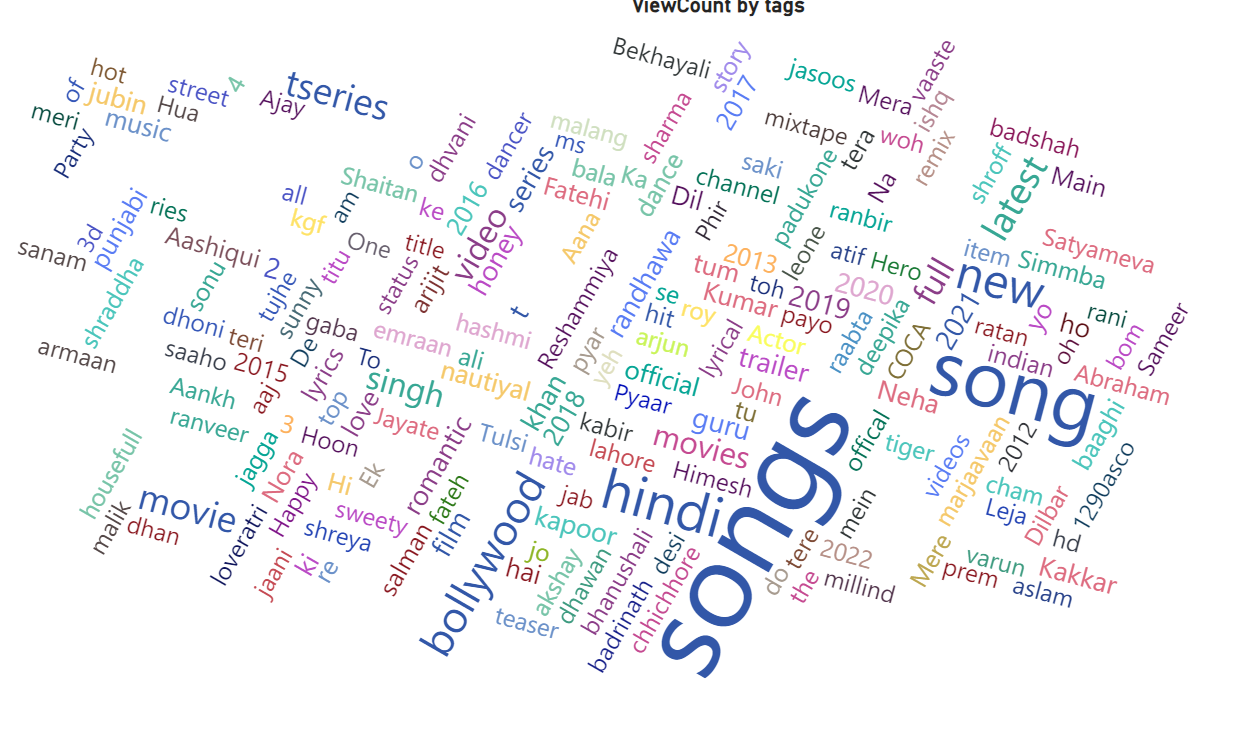 ViewCount by tags
Bekhayali
story
2017
jasoos
Mera
vaaste
ishq
hot
of
jubin
Hua
street
4
Ajay
tseries
meri
music
Party
malang
ms
sharma
mixtape
tera
woh
remix
badshah
dhvani
o
dancer
series
bala
Ka
dance
saki
channel
padukone
Na
shroff
latest
Main
all
Shaitan
am
ke
2016
Fatehi
Dil
Phir
ranbir
3d
punjabi
ries
kgf
One
title
video
honey
Aana
leone
atif
Hero
item
Simmba
Satyameva
sanam
Aashiqui
2
sonu
titu
status
arijit
randhawa
tum
2013
toh
2019
2020
full
new
shraddha
tujhe
sunny
t
Reshammiya
se
hit
Kumar
roy
payo
raabta
deepika
2021
yo
ho
rani
armaan
dhoni
teri
gaba
De
emraan
hashmi
pyar
yeh
arjun
lyrical
Actor
trailer
COCA
ratan
indian
oh
bom
Sameer
saaho
2015
aaj
lyrics
To
ali
nautiyal
official
John
Neha
song
Abraham
Aankh
ranveer
3
top
love
singh
Jayate
khan
2018
Pyaar
tu
guru
songs
offical
tiger
baaghi
housefull
jagga
Nora
Hoon
Hi
Ek
romantic
Tulsi
hate
kabir
lahore
movies
Himesh
videos
marjaavaan
2012
1290asco
malik
dhan
movie
loveratri
Happy
sweety
shreya
fateh
film
salman
bollywood
jab
kapoor
hindi
mein
cham
Leja
Dilbar
hd
jaani
ki
re
jo
hai
akshay
dhawan
teaser
bhanushali
desi
badrinath
chhichhore
do
tere
the
2022
millind
Mere
prem
varun
aslam
Kakkar